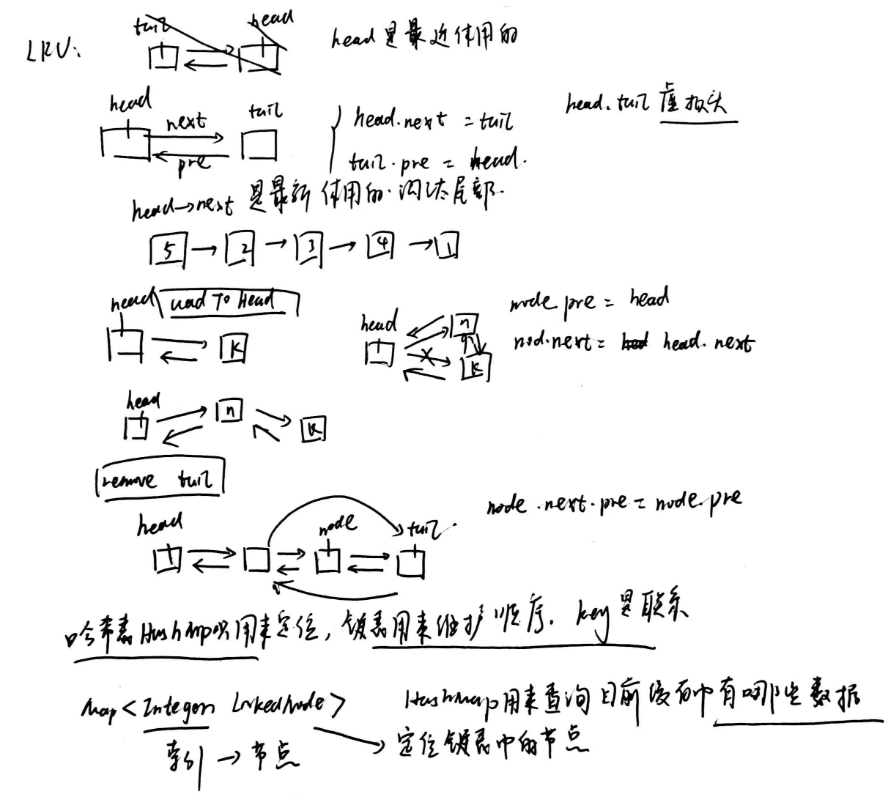 LRU:
tail head
head是最近使用的
head next tail
pre
head.next = tail
tail.pre = head.
head.tail 虚拟头
head→next 是最新使用的.淘汰尾部.
5 → 2 → 3 → 4 → 1
head add To Head
K
head n
K
node pre = head
nod.next = head. next
head n K
remove tail
head node tail.
node.next.pre = node.pre
哈希表HashMap 用来定位，链表用来维护顺序. key是联系
Map<Integer LinkedNode>
索引 → 节点
HashMap用来查询目前缓存中有哪些数据
定位链表中的节点